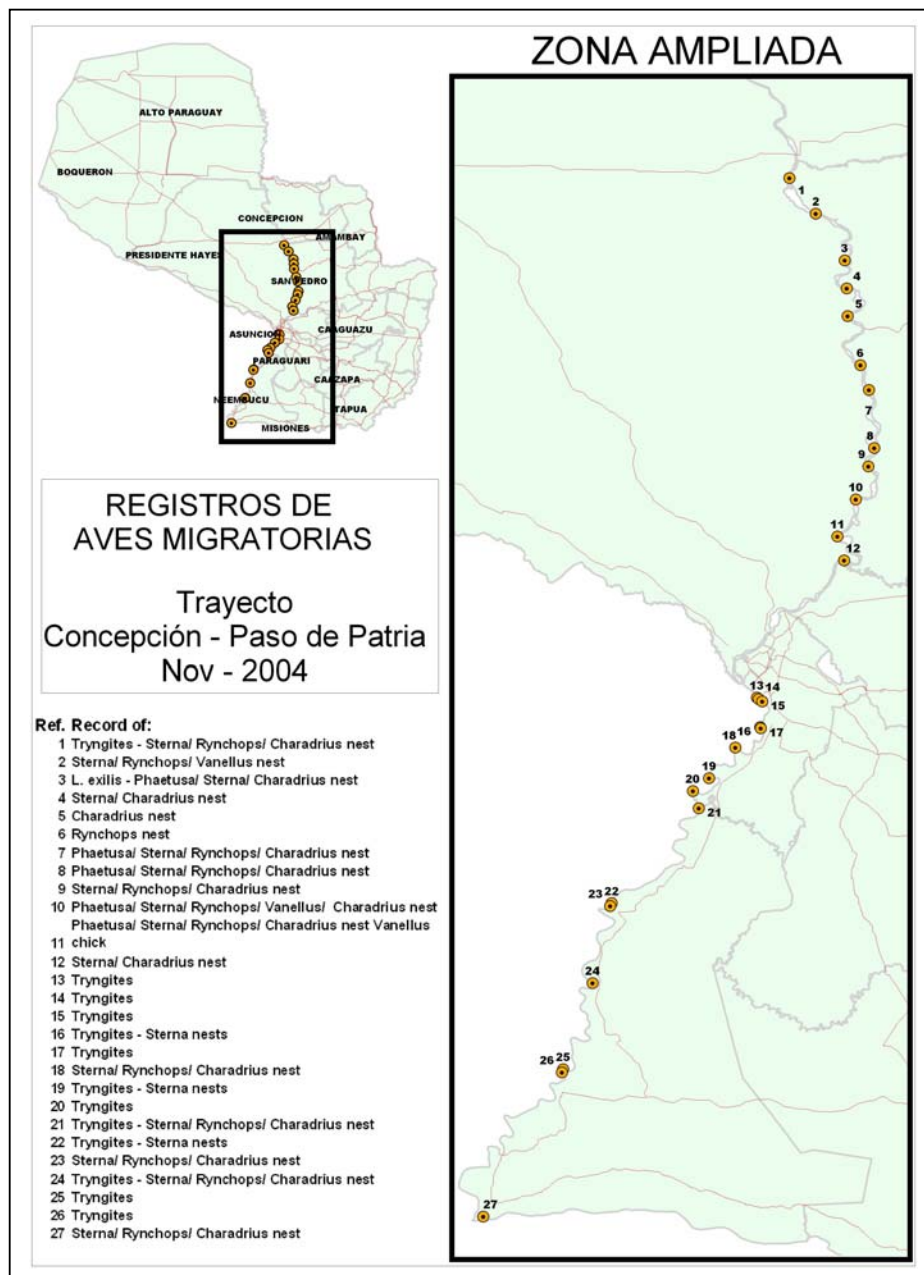 ZONA AMPLIADA
ALTO PARAGUAY
BOQUERON
CONCEPCION
AMAMBAY
PRESIDENTE HAYES
SAN PEDRO
ASUNCION
CAAGUAZU
PARAGUARI
CAAZAPA
NEEMBUCU
ITAPUA
MISIONES
REGISTROS DE
AVES MIGRATORIAS
Trayecto
Concepción - Paso de Patria
Nov - 2004
Ref. Record of:
1 Tryngites - Sterna/ Rynchops/ Charadrius nest
2 Sterna/ Rynchops/ Vanellus nest
3 L. exilis - Phaetusa/ Sterna/ Charadrius nest
4 Sterna/ Charadrius nest
5 Charadrius nest
6 Rynchops nest
7 Phaetusa/ Sterna/ Rynchops/ Charadrius nest
8 Phaetusa/ Sterna/ Rynchops/ Charadrius nest
9 Sterna/ Rynchops/ Charadrius nest
10 Phaetusa/ Sterna/ Rynchops/ Vanellus/ Charadrius nest
Phaetusa/ Sterna/ Rynchops/ Charadrius nest Vanellus
11 chick
12 Sterna/ Charadrius nest
13 Tryngites
14 Tryngites
15 Tryngites
16 Tryngites - Sterna nests
17 Tryngites
18 Sterna/ Rynchops/ Charadrius nest
19 Tryngites - Sterna nests
20 Tryngites
21 Tryngites - Sterna/ Rynchops/ Charadrius nest
22 Tryngites - Sterna nests
23 Sterna/ Rynchops/ Charadrius nest
24 Tryngites - Sterna/ Rynchops/ Charadrius nest
25 Tryngites
26 Tryngites
27 Sterna/ Rynchops/ Charadrius nest
1
2
3
4
5
6
7
8
9
10
11
12
13 14
15
16 17
18
19
20
21
23 22
24
26 25
27